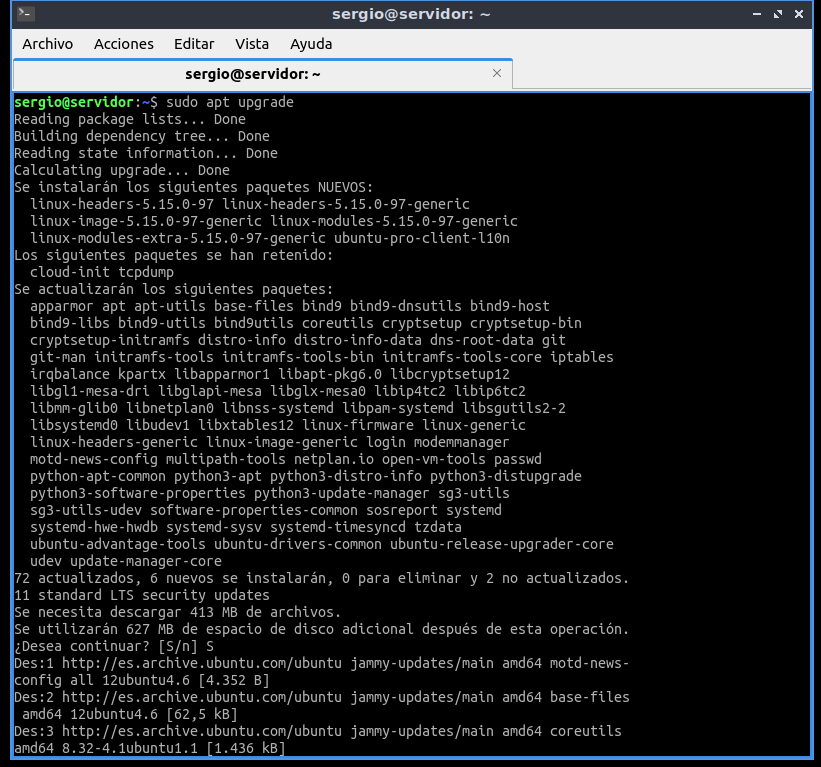 sergio@servidor: ~
Archivo Acciones Editar Vista Ayuda
sergio@servidor: ~
sergio@servidor:~$ sudo apt upgrade
Reading package lists... Done
Building dependency tree... Done
Reading state information... Done
Calculating upgrade... Done
Se instalarán los siguientes paquetes NUEVOS:
  linux-headers-5.15.0-97 linux-headers-5.15.0-97-generic
  linux-image-5.15.0-97-generic linux-modules-5.15.0-97-generic
  linux-modules-extra-5.15.0-97-generic ubuntu-pro-client-l10n
Los siguientes paquetes se han retenido:
  cloud-init tcpdump
Se actualizarán los siguientes paquetes:
  apparmor apt apt-utils base-files bind9 bind9-dnsutils bind9-host
  bind9-libs bind9-utils bind9utils coreutils cryptsetup cryptsetup-bin
  cryptsetup-initramfs distro-info distro-info-data dns-root-data git
  git-man initramfs-tools initramfs-tools-bin initramfs-tools-core iptables
  irqbalance kpartx libapparmor1 libapt-pkg6.0 libcryptsetup12
  libgl1-mesa-dri libglapi-mesa libglx-mesa0 libip4tc2 libip6tc2
  libmm-glib0 libnetplan0 libnss-systemd libpam-systemd libsgutils2-2
  libsystemd0 libudev1 libxtables12 linux-firmware linux-generic
  linux-headers-generic linux-image-generic login modemmanager
  motd-news-config multipath-tools netplan.io open-vm-tools passwd
  python-apt-common python3-apt python3-distro-info python3-distupgrade
  python3-software-properties python3-update-manager sg3-utils
  sg3-utils-udev software-properties-common sosreport systemd
  systemd-hwe-hwdb systemd-sysv systemd-timesyncd tzdata
  ubuntu-advantage-tools ubuntu-drivers-common ubuntu-release-upgrader-core
  udev update-manager-core
72 actualizados, 6 nuevos se instalarán, 0 para eliminar y 2 no actualizados.
11 standard LTS security updates
Se necesita descargar 413 MB de archivos.
Se utilizarán 627 MB de espacio de disco adicional después de esta operación.
¿Desea continuar? [S/n] S
Des:1 http://es.archive.ubuntu.com/ubuntu jammy-updates/main amd64 motd-news-
config all 12ubuntu4.6 [4.352 B]
Des:2 http://es.archive.ubuntu.com/ubuntu jammy-updates/main amd64 base-files
 amd64 12ubuntu4.6 [62,5 kB]
Des:3 http://es.archive.ubuntu.com/ubuntu jammy-updates/main amd64 coreutils
amd64 8.32-4.1ubuntu1.1 [1.436 kB]